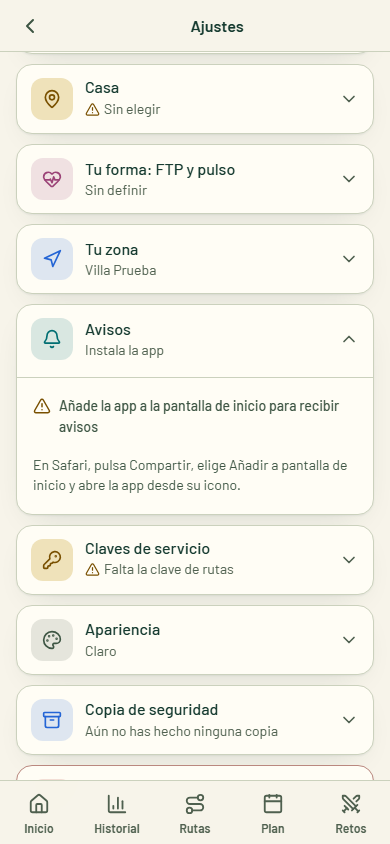 Ajustes
Casa
Sin elegir
Tu forma: FTP y pulso
Sin definir
Tu zona
Villa Prueba
Avisos
Instala la app
Añade la app a la pantalla de inicio para recibir
avisos
En Safari, pulsa Compartir, elige Añadir a pantalla de
inicio y abre la app desde su icono.
Claves de servicio
Falta la clave de rutas
Apariencia
Claro
Copia de seguridad
Aún no has hecho ninguna copia
Inicio
Historial
Rutas
Plan
Retos